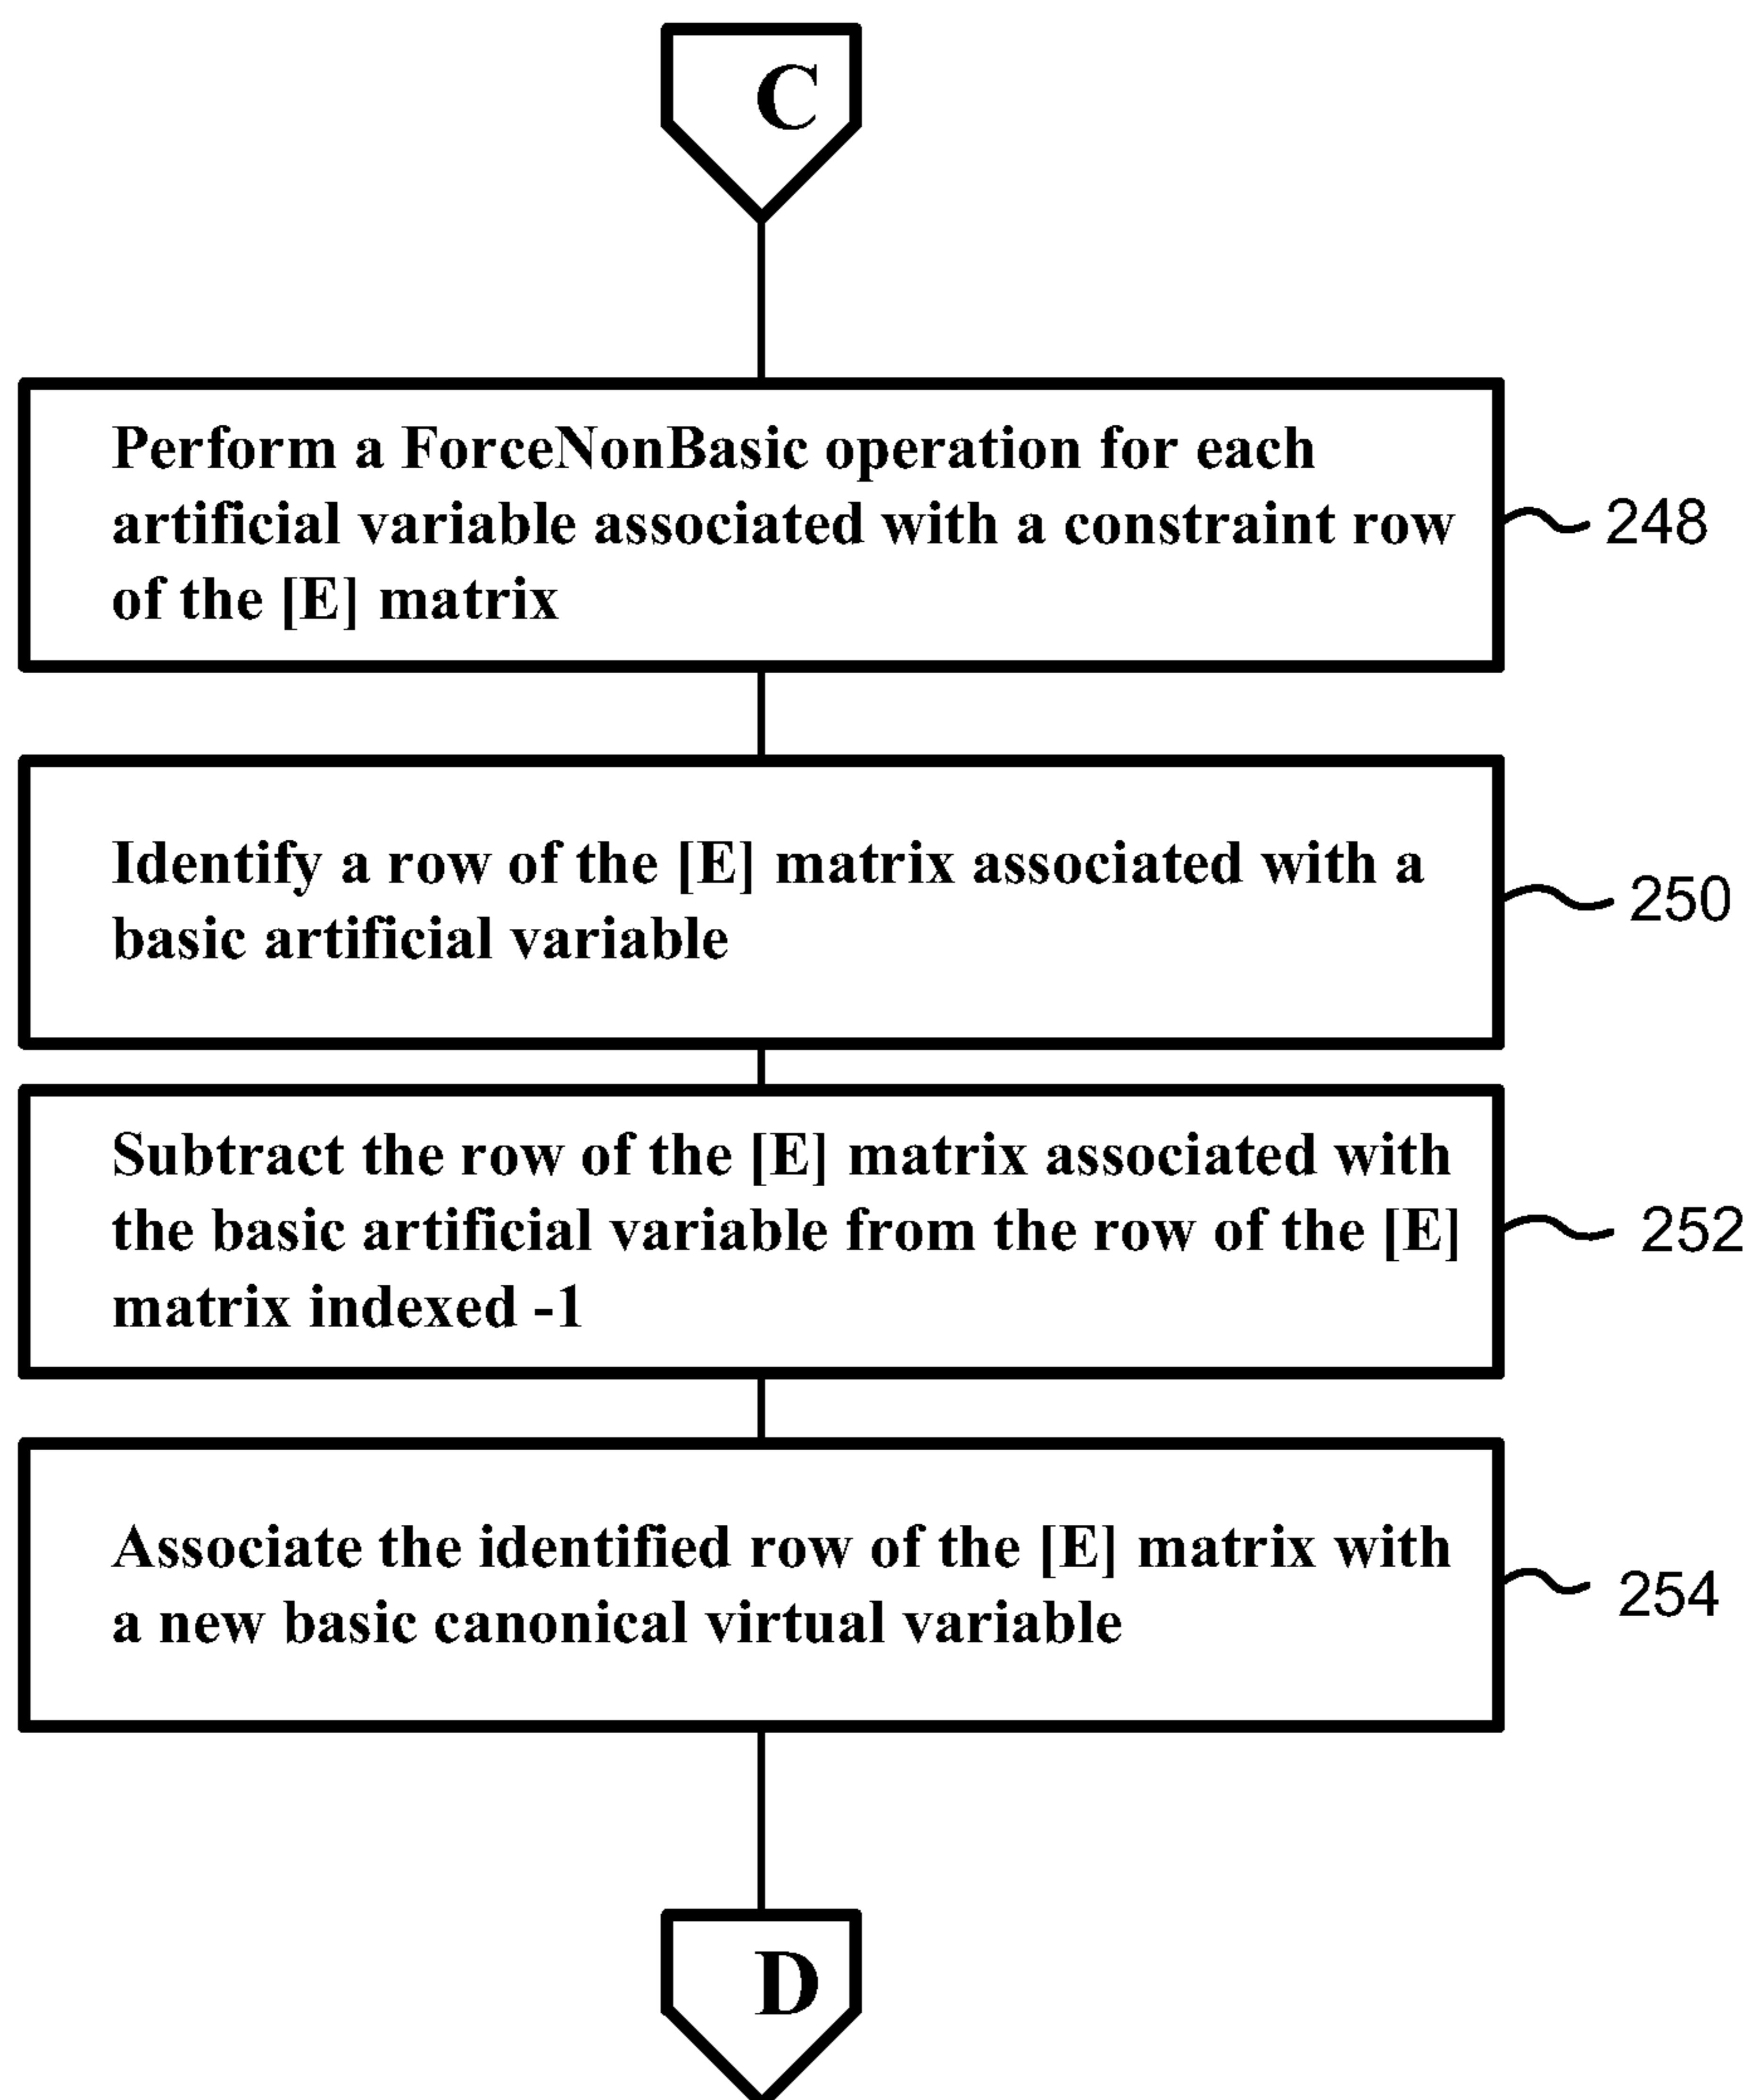 C
Perform a ForceNonBasic operation for each
artificial variable associated with a constraint row
of the [E] matrix
248
Identify a row of the [E] matrix associated with a
basic artificial variable
250
Subtract the row of the [E] matrix associated with
the basic artificial variable from the row of the [E]
matrix indexed -1
252
Associate the identified row of the [E] matrix with
a new basic canonical virtual variable
254
D